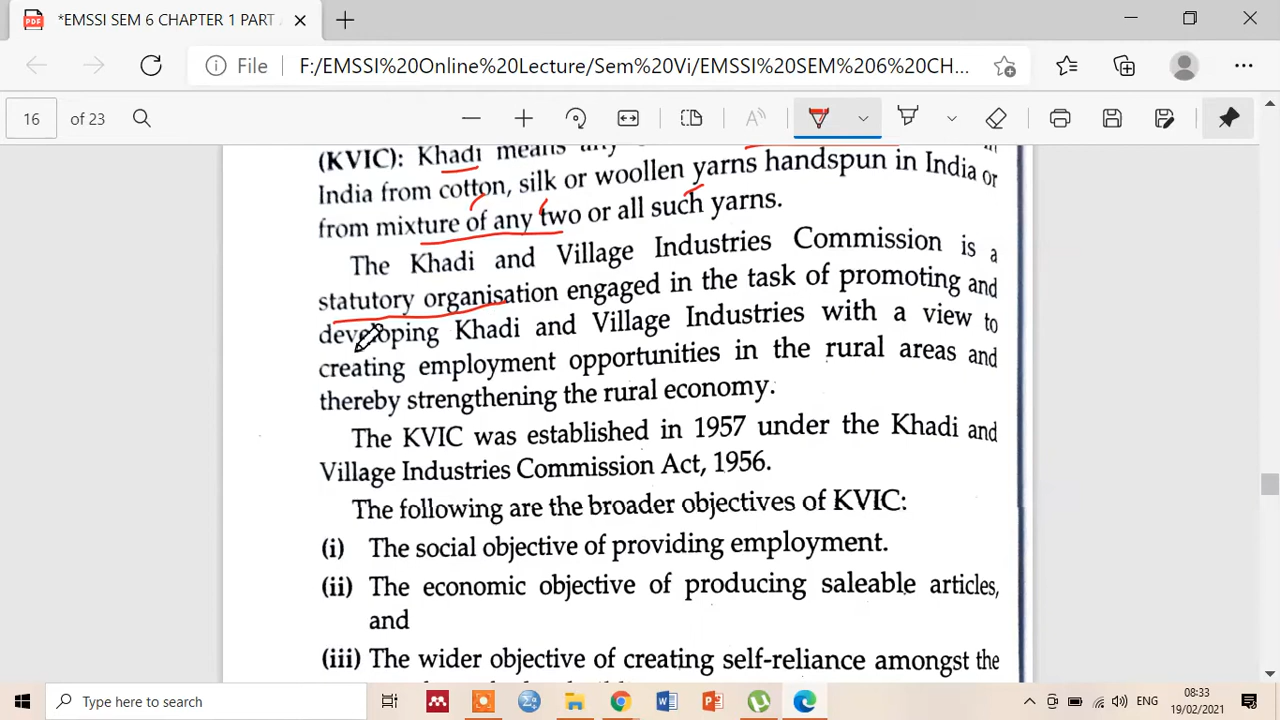 *EMSSI SEM 6 CHAPTER 1 PART
File F:/EMSSI%20Online%20Lecture/Sem%20Vi/EMSSI%20SEM%206%20CH...
16 of 23
(KVIC): Khadi means any
India from cotton, silk or woollen yarns handspun in India or
from mixture of any two or all such yarns.
The Khadi and Village Industries Commission is a
statutory organisation engaged in the task of promoting and
developing Khadi and Village Industries with a view to
creating employment opportunities in the rural areas and
thereby strengthening the rural economy.
The KVIC was established in 1957 under the Khadi and
Village Industries Commission Act, 1956.
The following are the broader objectives of KVIC:
(i) The social objective of providing employment.
(ii) The economic objective of producing saleable articles,
and
(iii) The wider objective of creating self-reliance amongst the
Type here to search
ENG
08:33
19/02/2021